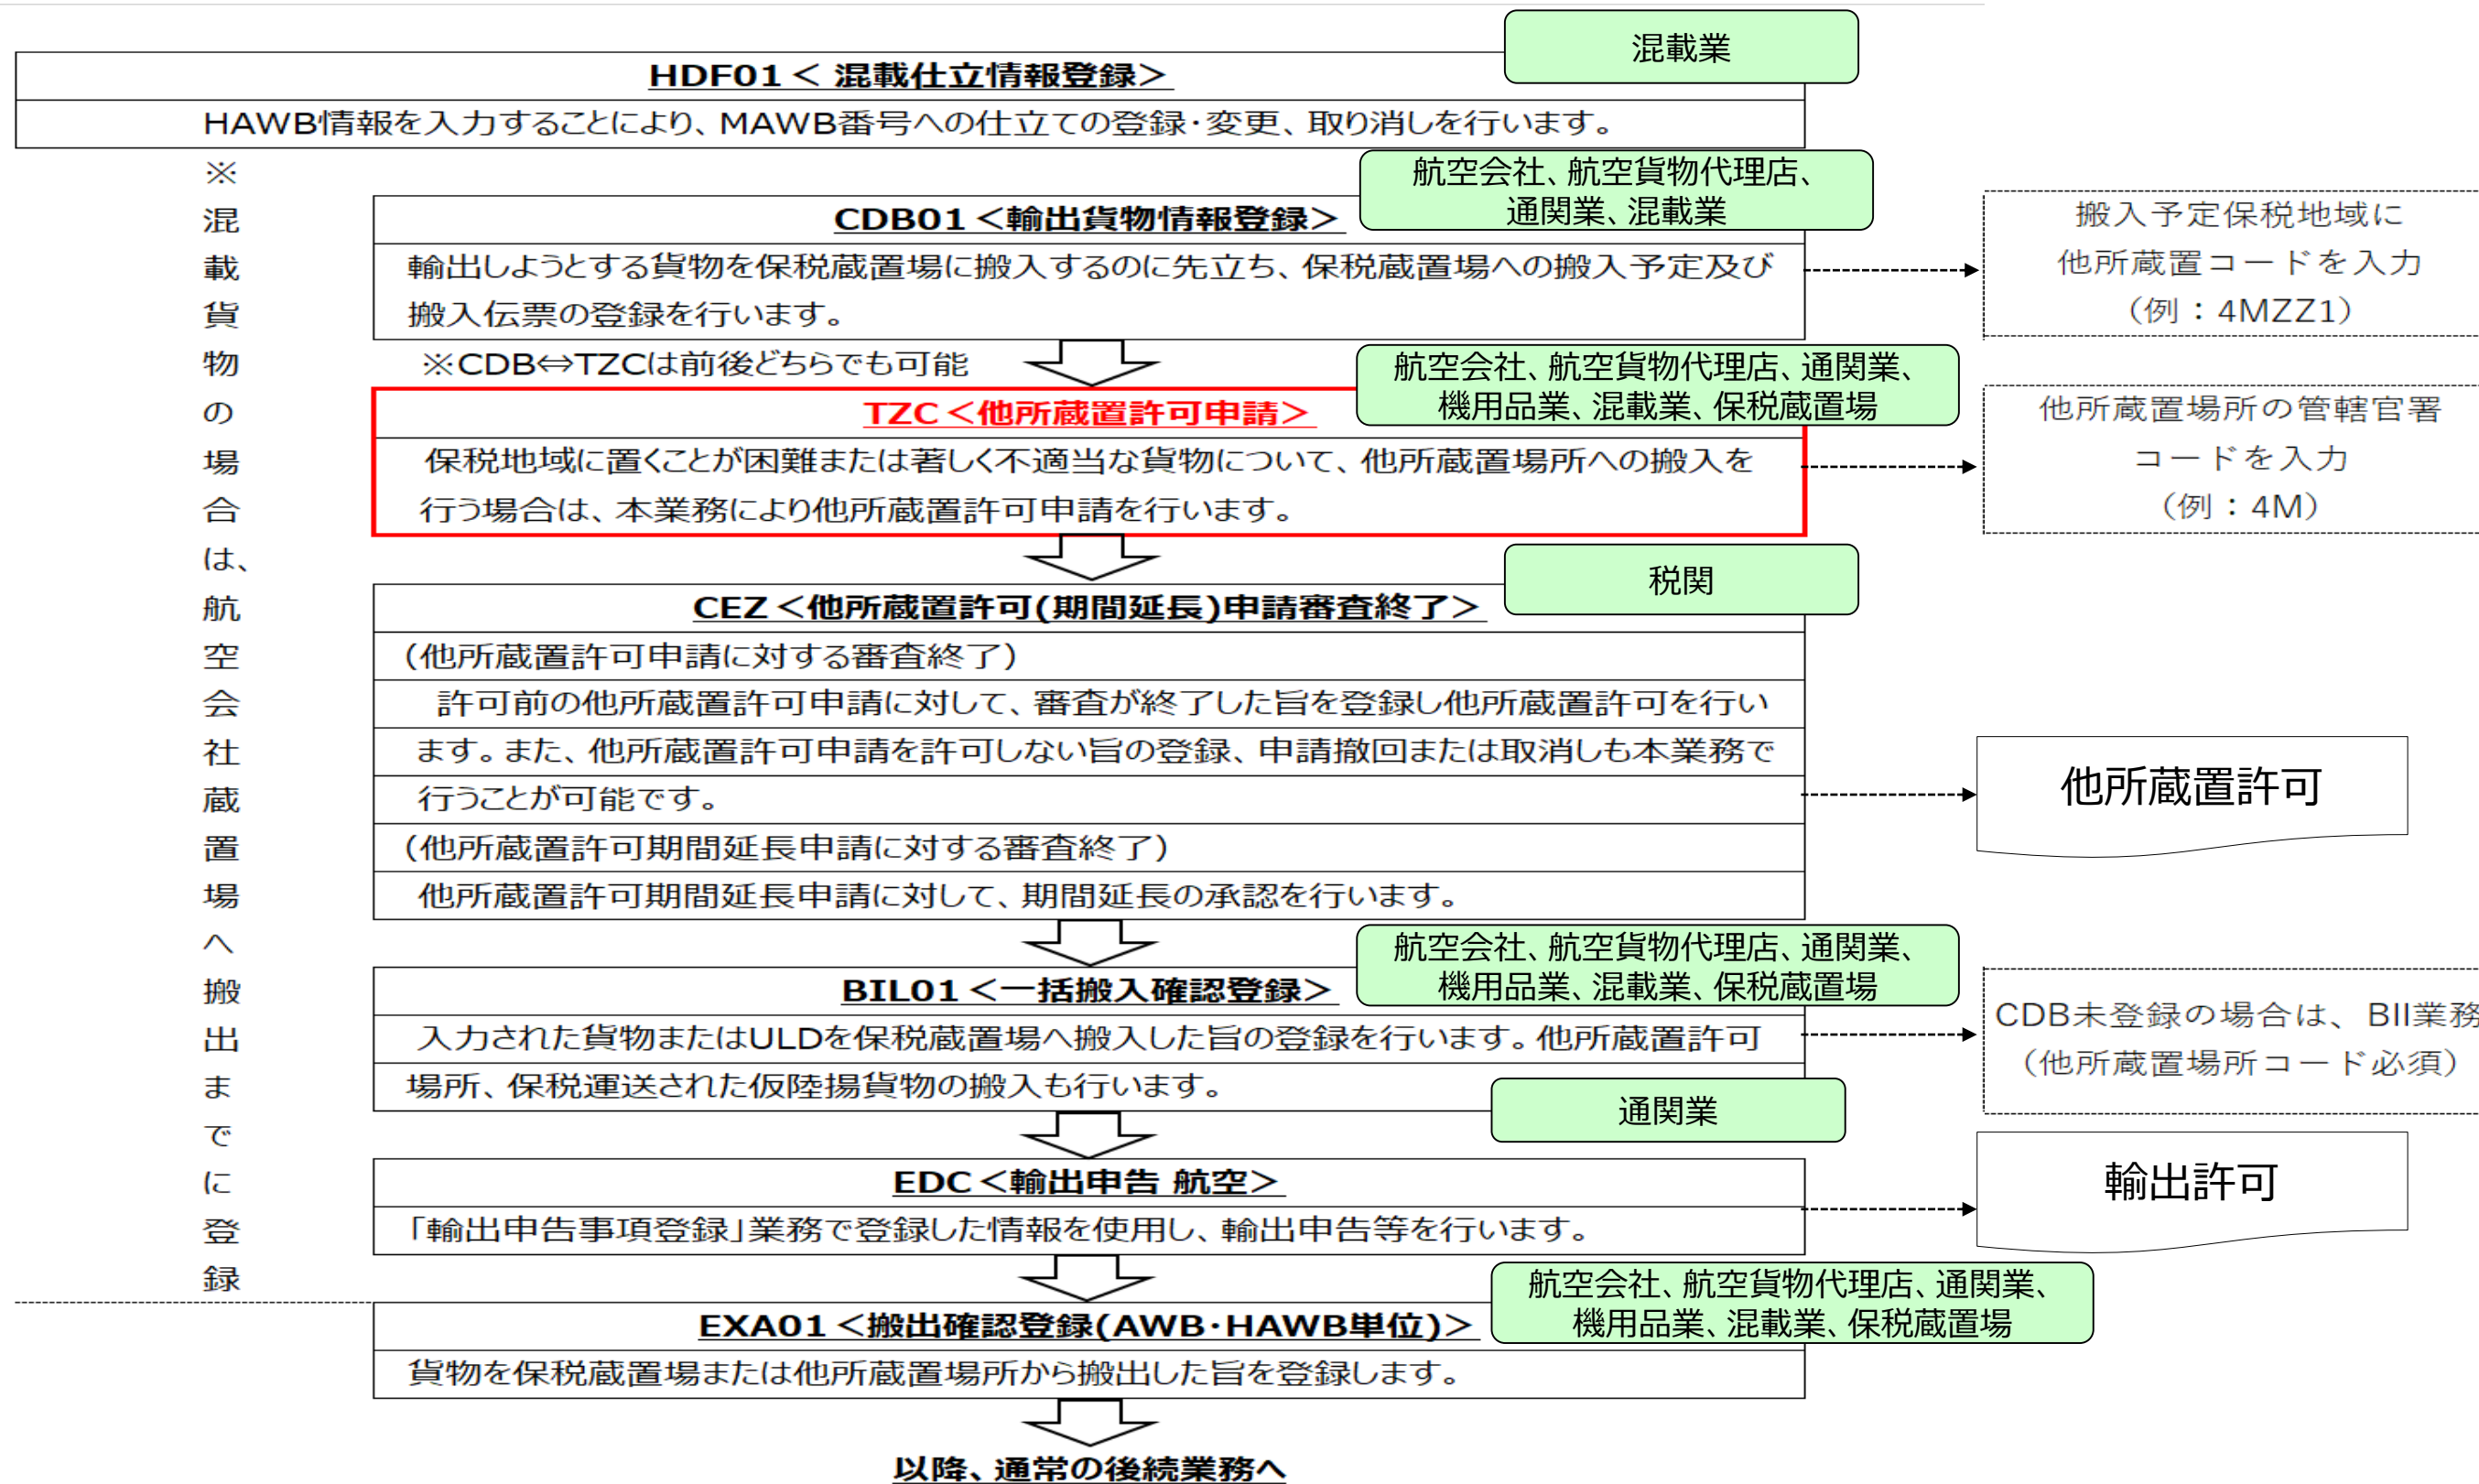 混載業
HDF01＜ 混載仕立情報登録＞
HAWB情報を入力することにより、MAWB番号への仕立ての登録・変更、取り消しを行います。
※混載貨物の場合は、航空会社蔵置場へ搬出までに登録
航空会社、航空貨物代理店、
通関業、混載業
CDB01＜輸出貨物情報登録＞
輸出しようとする貨物を保税蔵置場に搬入するのに先立ち、保税蔵置場への搬入予定及び
搬入伝票の登録を行います。
搬入予定保税地域に
他所蔵置コードを入力
（例：4MZZ1）
※CDB⇔TZCは前後どちらでも可能
航空会社、航空貨物代理店、通関業、
機用品業、混載業、保税蔵置場
TZC＜他所蔵置許可申請＞
保税地域に置くことが困難または著しく不適当な貨物について、他所蔵置場所への搬入を
行う場合は、本業務により他所蔵置許可申請を行います。
他所蔵置場所の管轄官署
コードを入力
（例：4M）
税関
CEZ＜他所蔵置許可(期間延長)申請審査終了＞
（他所蔵置許可申請に対する審査終了）
許可前の他所蔵置許可申請に対して、審査が終了した旨を登録し他所蔵置許可を行い
ます。また、他所蔵置許可申請を許可しない旨の登録、申請撤回または取消しも本業務で
行うことが可能です。
（他所蔵置許可期間延長申請に対する審査終了）
他所蔵置許可期間延長申請に対して、期間延長の承認を行います。
他所蔵置許可
航空会社、航空貨物代理店、通関業、
機用品業、混載業、保税蔵置場
BIL01＜一括搬入確認登録＞
入力された貨物またはULDを保税蔵置場へ搬入した旨の登録を行います。他所蔵置許可
場所、保税運送された仮陸揚貨物の搬入も行います。
CDB未登録の場合は、BII業務
（他所蔵置場所コード必須）
通関業
EDC＜輸出申告 航空＞
「輸出申告事項登録」業務で登録した情報を使用し、輸出申告等を行います。
輸出許可
航空会社、航空貨物代理店、通関業、
機用品業、混載業、保税蔵置場
EXA01＜搬出確認登録(AWB・HAWB単位)＞
貨物を保税蔵置場または他所蔵置場所から搬出した旨を登録します。
以降、通常の後続業務へ